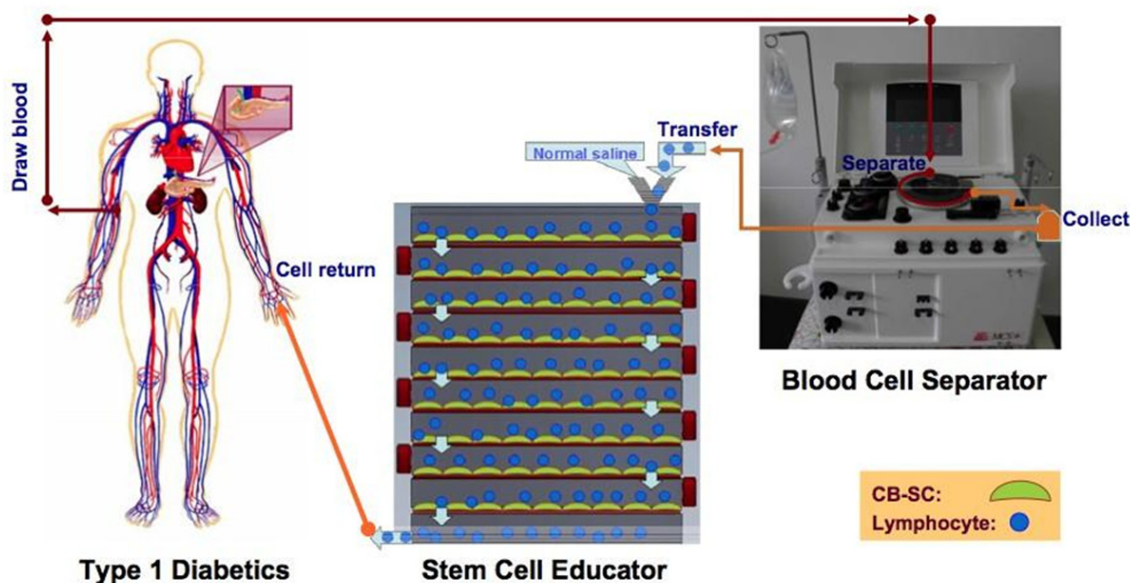 Draw blood
Transfer
Normal saline
Separate
Collect
Cell return
MCS+
Blood Cell Separator
CB-SC:
Lymphocyte:
Type 1 Diabetics
Stem Cell Educator